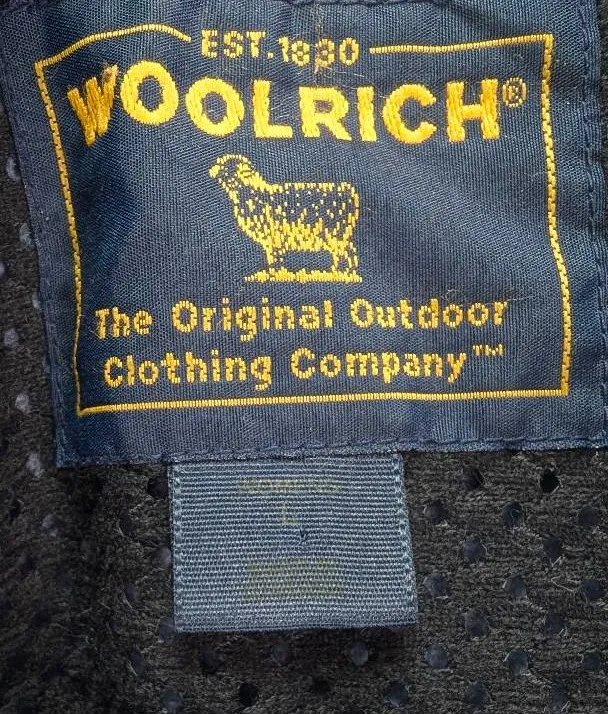 EST.1830
WOOLRICH®
The Original Outdoor
Clothing Company™
L